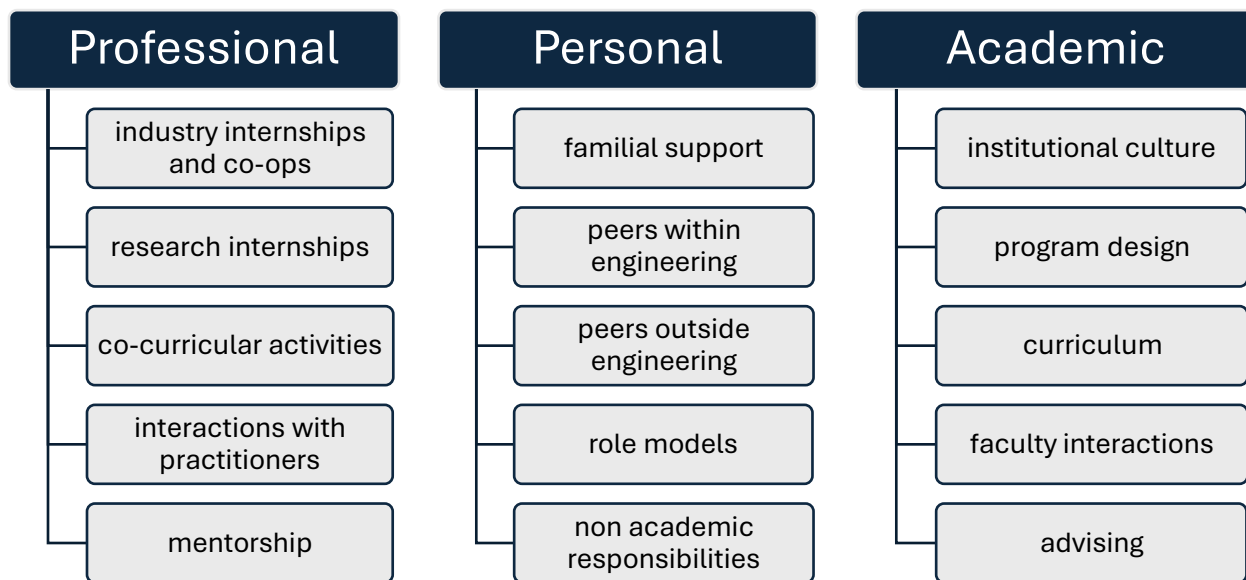 Professional
industry internships
and co-ops
research internships
co-curricular activities
interactions with
practitioners
mentorship
Personal
familial support
peers within
engineering
peers outside
engineering
role models
non academic
responsibilities
Academic
institutional culture
program design
curriculum
faculty interactions
advising